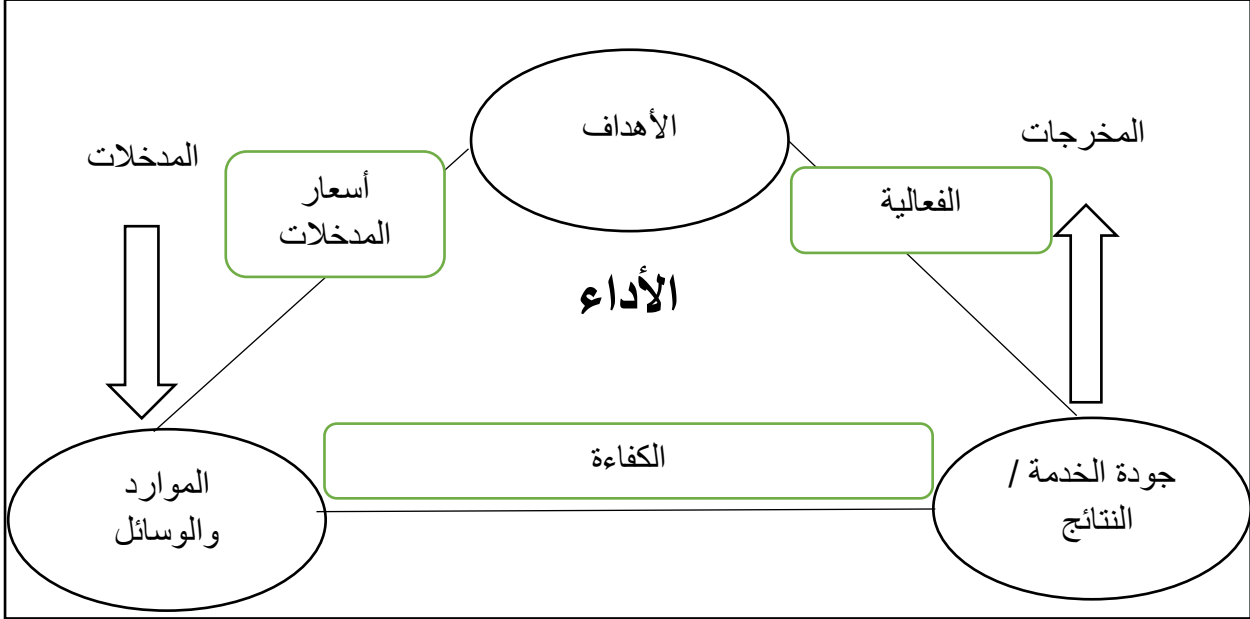 الأهداف
المخرجات
المدخلات
أسعار
المدخلات
الفعالية
الأداء
الكفاءة
جودة الخدمة /
النتائج
الموارد
والوسائل